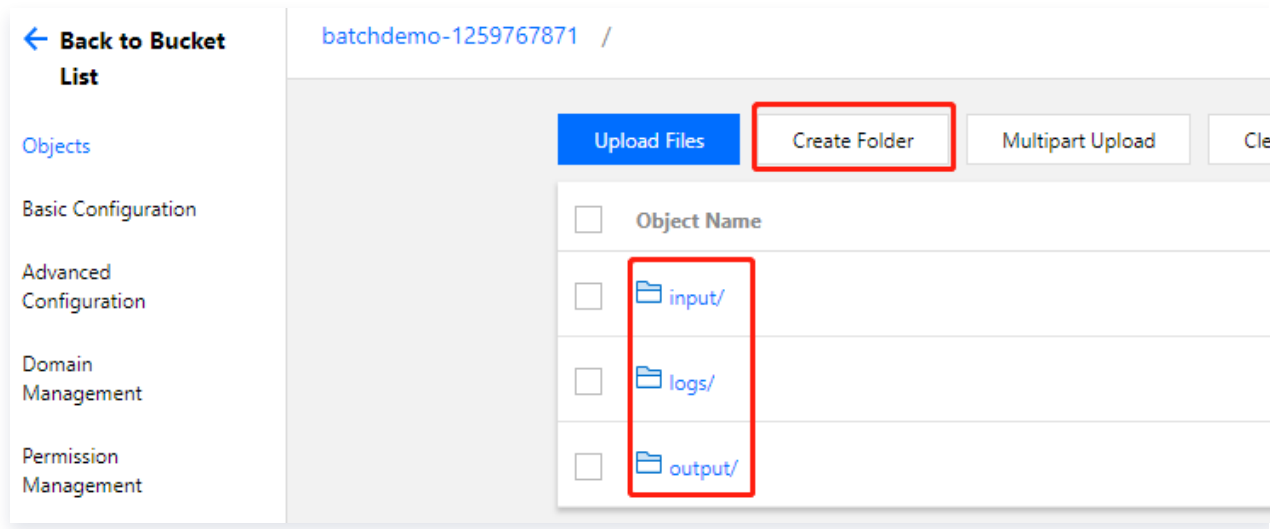 Back to Bucket
List
batchdemo-1259767871 /
Objects
Basic Configuration
Advanced
Configuration
Domain
Management
Permission
Management
Upload Files
Create Folder
Multipart Upload
Cle
Object Name
input/
logs/
output/